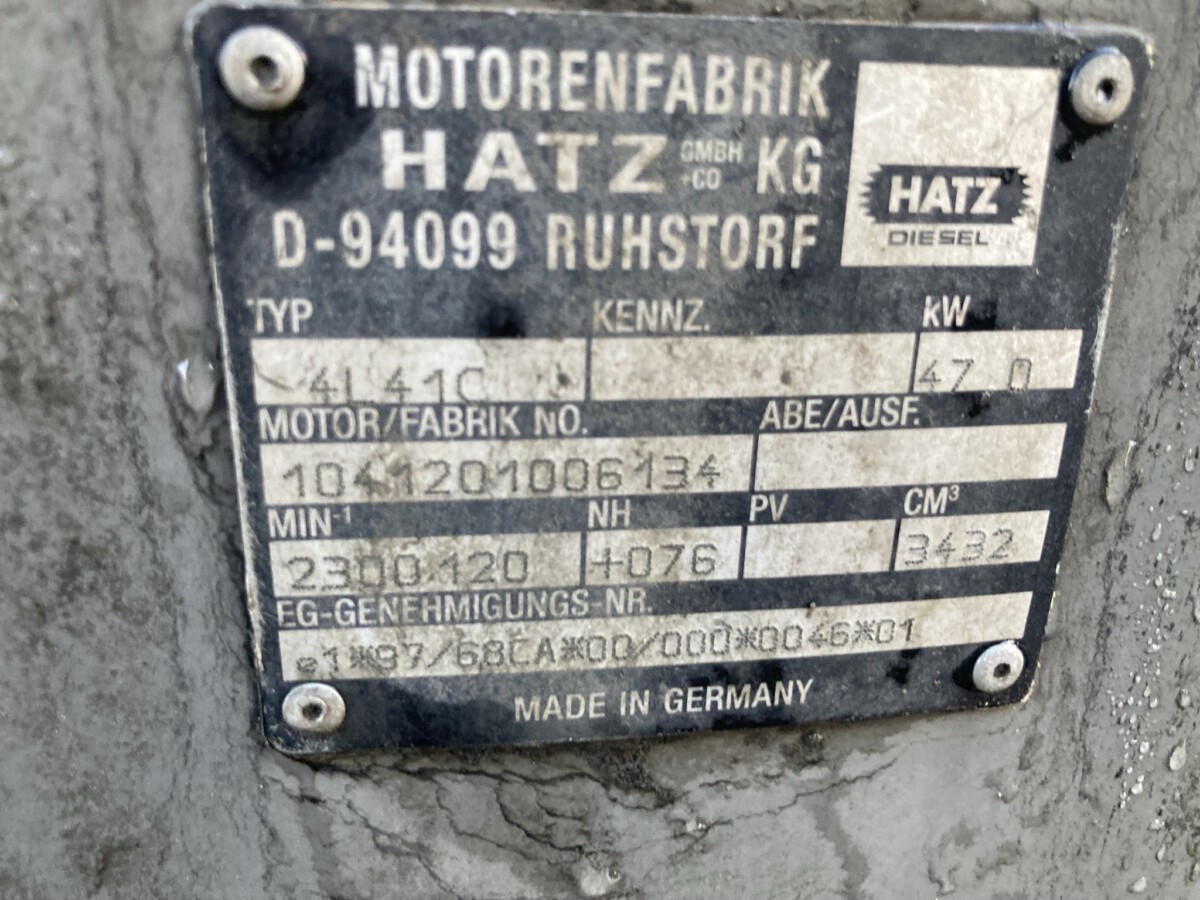 MOTORENFABRIK
HATZ GMBH +CO KG
D-94099 RUHSTORF
HATZ
DIESEL
TYP KENNZ. kW
4L41C 47.0
MOTOR/FABRIK NO. ABE/AUSF.
1041201006134
MIN-¹ NH PV CM³
2300 120 +076 3432
EG-GENEHMIGUNGS-NR.
e1*97/68CA*00/000*0046*01
MADE IN GERMANY